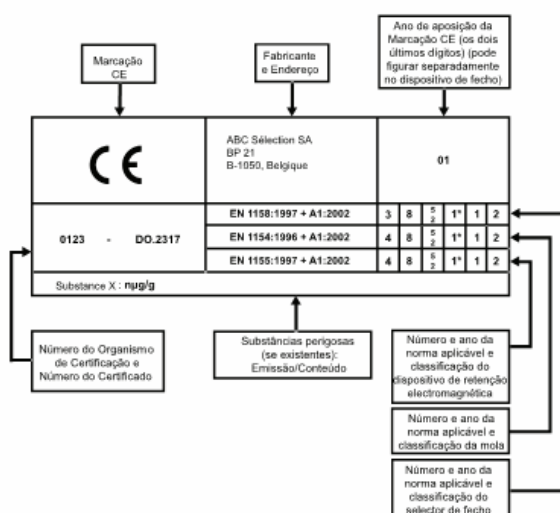 Marcação
CE
Fabricante
e Endereço
Ano de aposição da
Marcação CE (os dois
últimos dígitos) (pode
figurar separadamente
no dispositivo de fecho)
CE
ABC Sélection SA
BP 21
B-1050, Belgique
01
0123 - DO.2317
EN 1158:1997 + A1:2002 3 8 5/2 1* 1 2
EN 1154:1996 + A1:2002 4 8 5/2 1* 1 2
EN 1155:1997 + A1:2002 4 8 5/2 1* 1 2
Substance X : nµg/g
Número do Organismo
de Certificação e
Número do Certificado
Substâncias perigosas
(se existentes):
Emissão/Conteúdo
Número e ano da
norma aplicável e
classificação do
dispositivo de retenção
electromagnética
Número e ano da
norma aplicável e
classificação da mola
Número e ano da
norma aplicável e
classificação do
selector de fecho